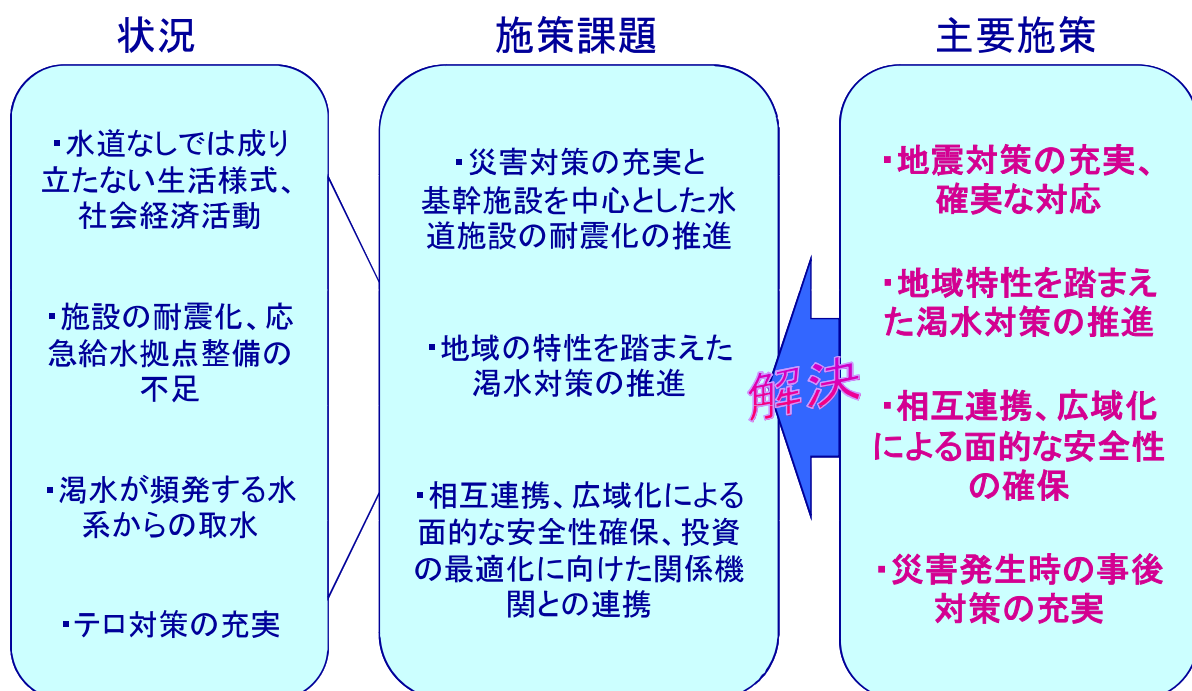 状況
・水道なしでは成り
立たない生活様式、
社会経済活動
・施設の耐震化、応
急給水拠点整備の
不足
・渇水が頻発する水
系からの取水
・テロ対策の充実
施策課題
・災害対策の充実と
基幹施設を中心とした水
道施設の耐震化の推進
・地域の特性を踏まえた
渇水対策の推進
・相互連携、広域化による
面的な安全性確保、投資
の最適化に向けた関係機
関との連携
解決
主要施策
・地震対策の充実、
確実な対応
・地域特性を踏まえ
た渇水対策の推進
・相互連携、広域化
による面的な安全性
の確保
・災害発生時の事後
対策の充実